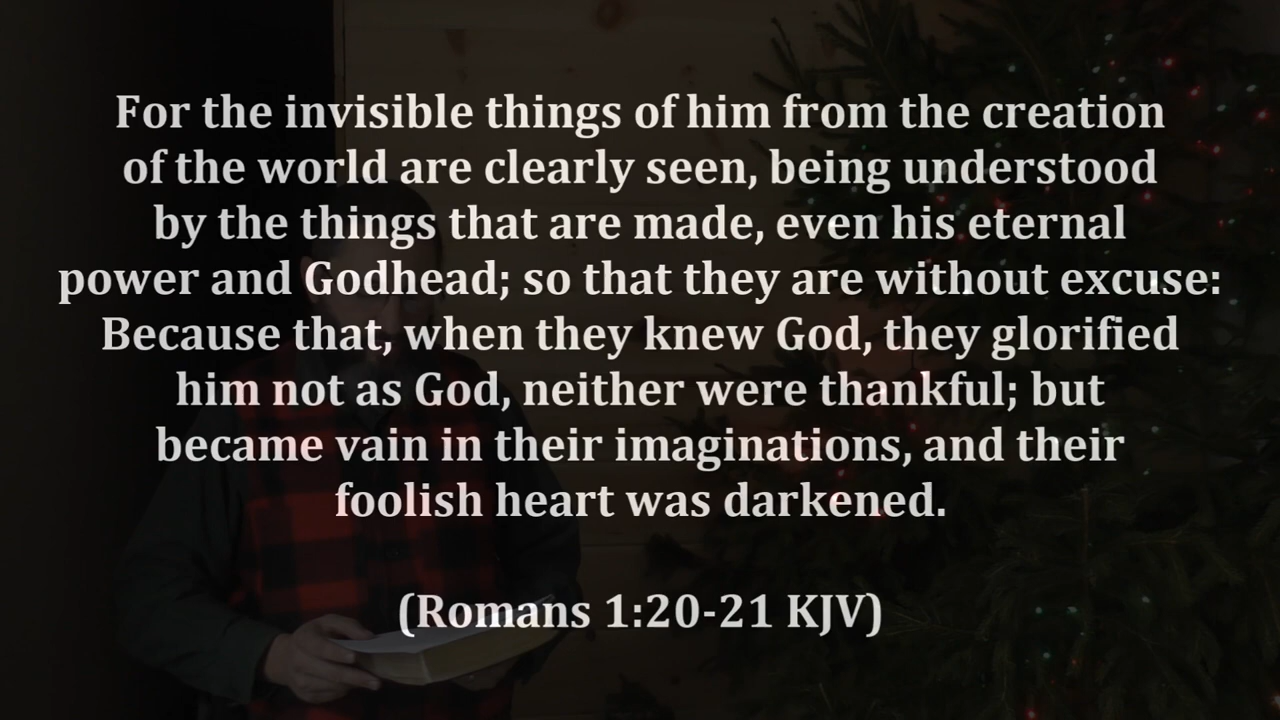 For the invisible things of him from the creation
of the world are clearly seen, being understood
by the things that are made, even his eternal
power and Godhead; so that they are without excuse:
Because that, when they knew God, they glorified
him not as God, neither were thankful; but
became vain in their imaginations, and their
foolish heart was darkened.
(Romans 1:20-21 KJV)